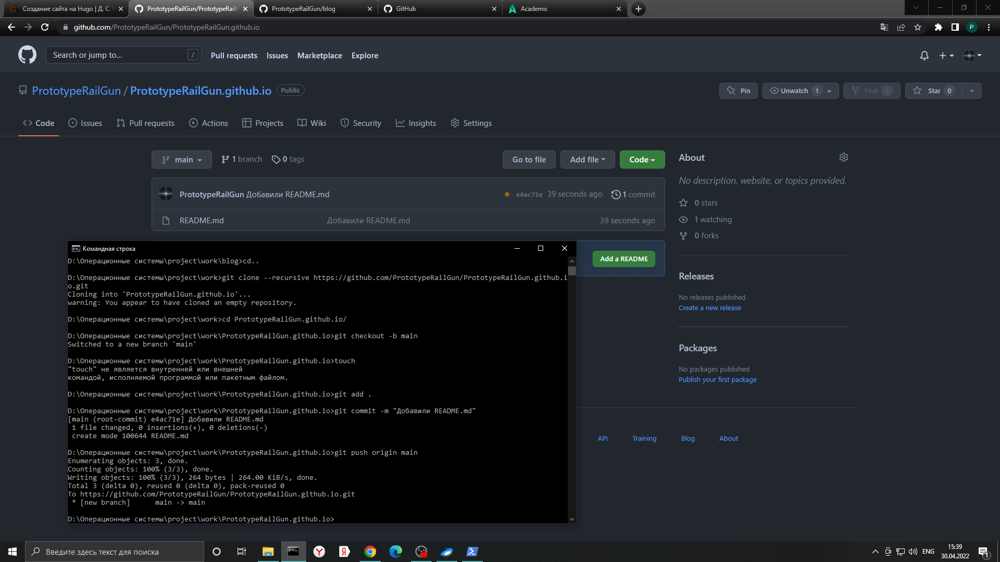 Создание сайта на Hugo | Д. С.
PrototypeRailGun/PrototypeRailG
PrototypeRailGun/blog
GitHub
Academic
github.com/PrototypeRailGun/PrototypeRailGun.github.io
P
Search or jump to...
/
Pull requests
Issues
Marketplace
Explore
PrototypeRailGun / PrototypeRailGun.github.io
Public
Pin
Unwatch 1
Fork 0
Star 0
Code
Issues
Pull requests
Actions
Projects
Wiki
Security
Insights
Settings
main
1 branch
0 tags
Go to file
Add file
Code
About
No description, website, or topics provided.
PrototypeRailGun Добавили README.md
e4ac71e 39 seconds ago
1 commit
README.md
Добавили README.md
39 seconds ago
0 stars
1 watching
0 forks
Add a README
Releases
No releases published
Create a new release
Packages
No packages published
Publish your first package
API
Training
Blog
About
Командная строка
D:\Операционные системы\project\work\blog>cd..
D:\Операционные системы\project\work>git clone --recursive https://github.com/PrototypeRailGun/PrototypeRailGun.github.i
o.git
Cloning into 'PrototypeRailGun.github.io'...
warning: You appear to have cloned an empty repository.
D:\Операционные системы\project\work>cd PrototypeRailGun.github.io/
D:\Операционные системы\project\work\PrototypeRailGun.github.io>git checkout -b main
Switched to a new branch 'main'
D:\Операционные системы\project\work\PrototypeRailGun.github.io>touch
"touch" не является внутренней или внешней
командой, исполняемой программой или пакетным файлом.
D:\Операционные системы\project\work\PrototypeRailGun.github.io>git add .
D:\Операционные системы\project\work\PrototypeRailGun.github.io>git commit -m "Добавили README.md"
[main (root-commit) e4ac71e] Добавили README.md
1 file changed, 0 insertions(+), 0 deletions(-)
create mode 100644 README.md
D:\Операционные системы\project\work\PrototypeRailGun.github.io>git push origin main
Enumerating objects: 3, done.
Counting objects: 100% (3/3), done.
Writing objects: 100% (3/3), 264 bytes | 264.00 KiB/s, done.
Total 3 (delta 0), reused 0 (delta 0), pack-reused 0
To https://github.com/PrototypeRailGun/PrototypeRailGun.github.io.git
* [new branch]      main -> main
D:\Операционные системы\project\work\PrototypeRailGun.github.io>
Введите здесь текст для поиска
ENG
15:39
30.04.2022
1